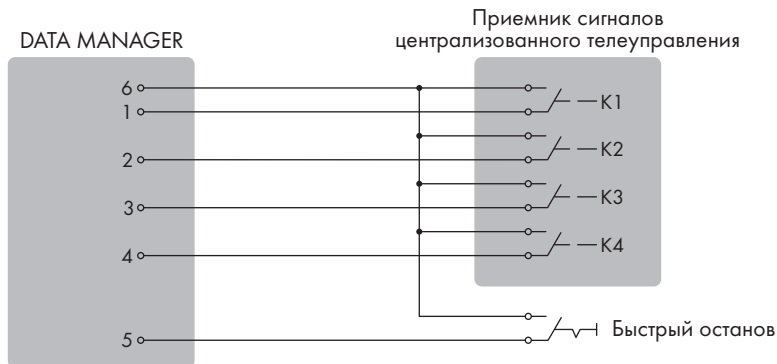 Приемник сигналов
централизованного телеуправления
DATA MANAGER
6
1
K1
2
K2
3
K3
4
K4
5
Быстрый останов